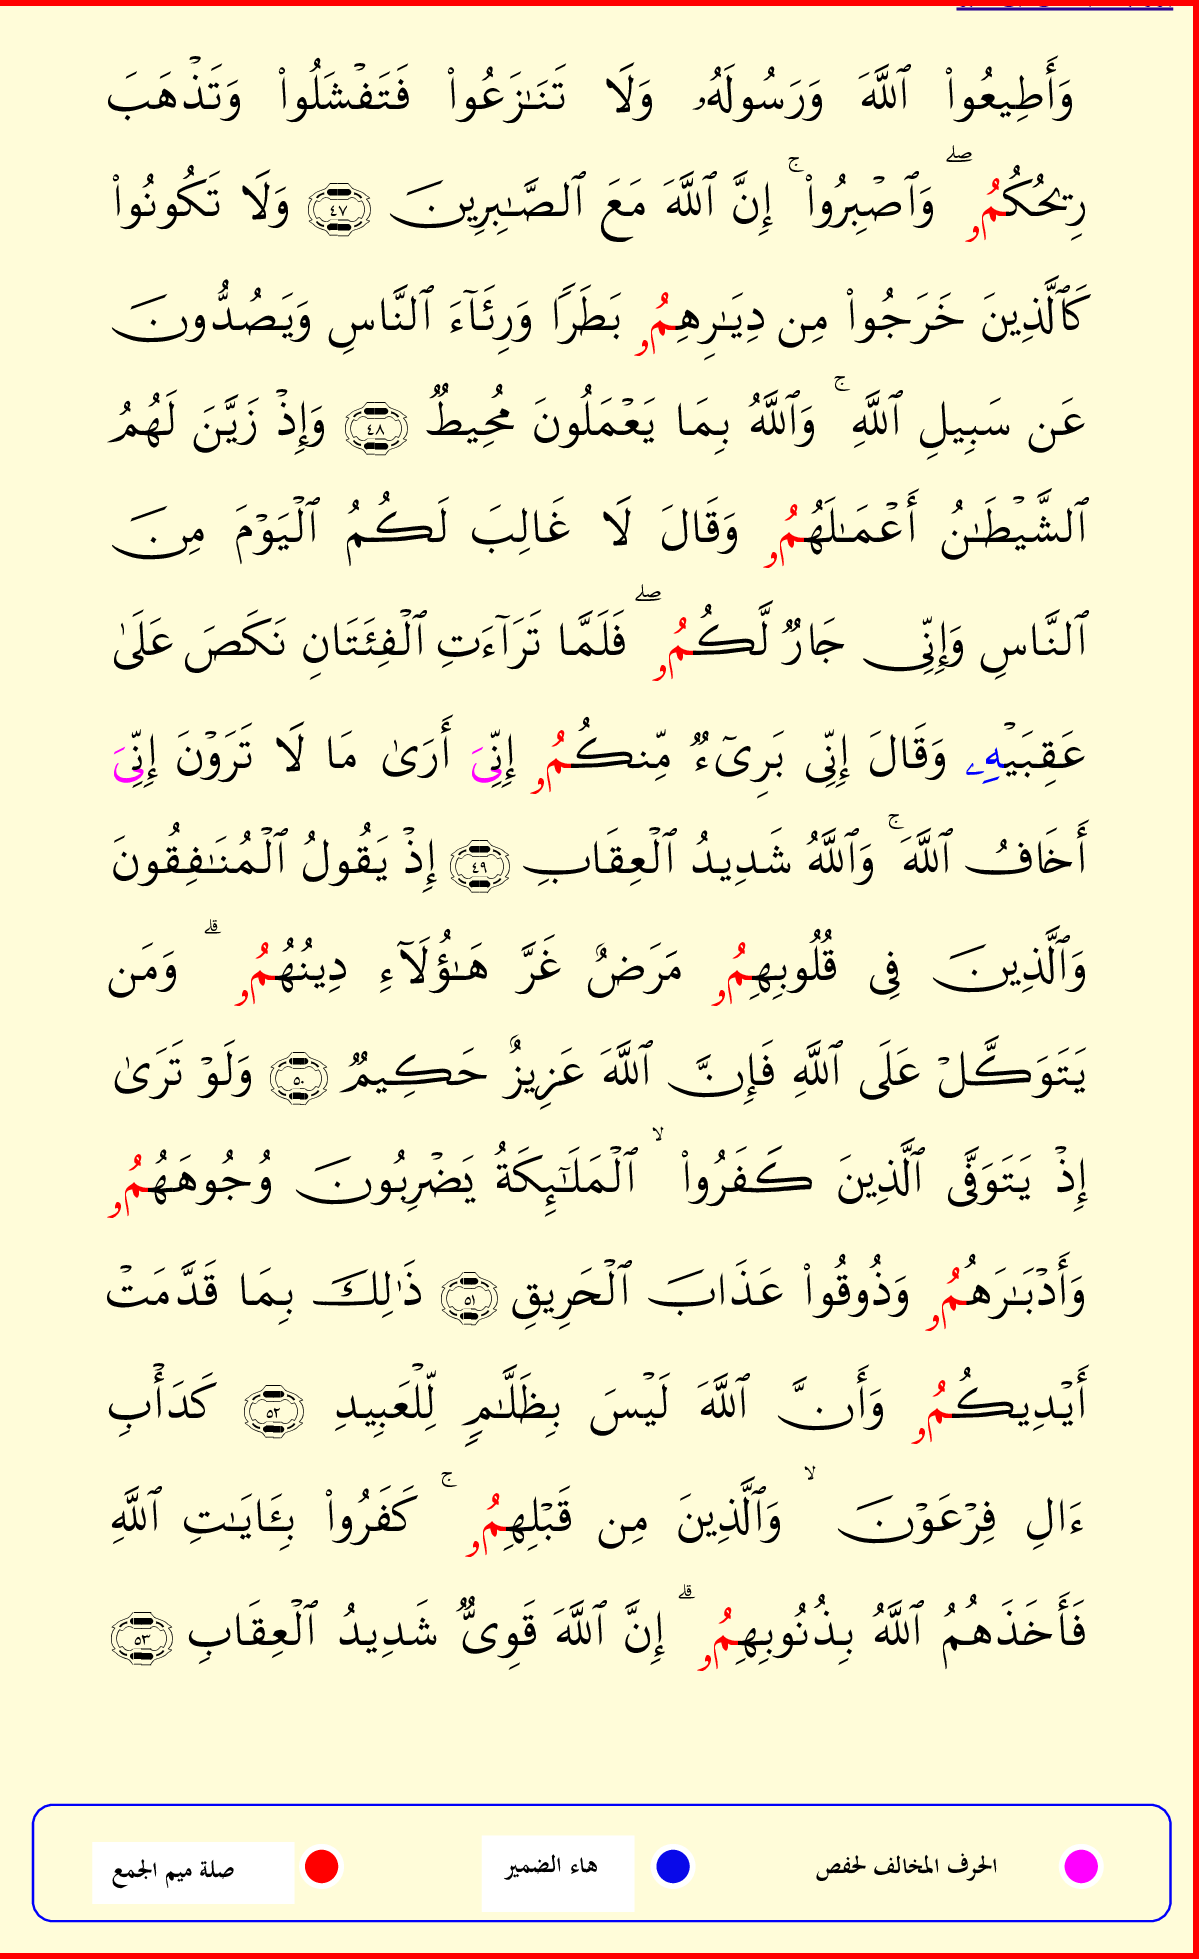 وَأَطِيعُوا۟ ٱللَّهَ وَرَسُولَهُۥ وَلَا تَنَـٰزَعُوا۟ فَتَفْشَلُوا۟ وَتَذْهَبَ
رِيحُكُمُۥ ۖ وَٱصْبِرُوٓا۟ ۚ إِنَّ ٱللَّهَ مَعَ ٱلصَّـٰبِرِينَ ٤٧ وَلَا تَكُونُوا۟
كَٱلَّذِينَ خَرَجُوا۟ مِن دِيَـٰرِهِمُۥ بَطَرًا وَرِئَآءَ ٱلنَّاسِ وَيَصُدُّونَ
عَن سَبِيلِ ٱللَّهِ ۚ وَٱللَّهُ بِمَا يَعْمَلُونَ مُحِيطٌ ٤٨ وَإِذْ زَيَّنَ لَهُمُ
ٱلشَّيْطَـٰنُ أَعْمَـٰلَهُمُۥ وَقَالَ لَا غَالِبَ لَكُمُ ٱلْيَوْمَ مِنَ
ٱلنَّاسِ وَإِنِّى جَارٌ لَّكُمُۥ ۖ فَلَمَّا تَرَآءَتِ ٱلْفِئَتَانِ نَكَصَ عَلَىٰ
عَقِبَيْهِۦ وَقَالَ إِنِّى بَرِىٓءٌ مِّنكُمُۥ إِنِّىَ أَرَىٰ مَا لَا تَرَوْنَ إِنِّىَ
أَخَافُ ٱللَّهَ ۚ وَٱللَّهُ شَدِيدُ ٱلْعِقَابِ ٤٩ إِذْ يَقُولُ ٱلْمُنَـٰفِقُونَ
وَٱلَّذِينَ فِى قُلُوبِهِمُۥ مَرَضٌ غَرَّ هَـٰٓؤُلَآءِ دِينُهُمُۥ ۗ وَمَن
يَتَوَكَّلْ عَلَى ٱللَّهِ فَإِنَّ ٱللَّهَ عَزِيزٌ حَكِيمٌ ٥٠ وَلَوْ تَرَىٰٓ
إِذْ يَتَوَفَّى ٱلَّذِينَ كَفَرُوا۟ ۙ ٱلْمَلَـٰٓئِكَةُ يَضْرِبُونَ وُجُوهَهُمُۥ
وَأَدْبَـٰرَهُمُۥ وَذُوقُوا۟ عَذَابَ ٱلْحَرِيقِ ٥١ ذَٰلِكَ بِمَا قَدَّمَتْ
أَيْدِيكُمُۥ وَأَنَّ ٱللَّهَ لَيْسَ بِظَلَّـٰمٍ لِّلْعَبِيدِ ٥٢ كَدَأْبِ
ءَالِ فِرْعَوْنَ ۙ وَٱلَّذِينَ مِن قَبْلِهِمُۥ ۚ كَفَرُوا۟ بِـَٔايَـٰتِ ٱللَّهِ
فَأَخَذَهُمُ ٱللَّهُ بِذُنُوبِهِمُۥ ۗ إِنَّ ٱللَّهَ قَوِىٌّ شَدِيدُ ٱلْعِقَابِ ٥٣
الحرف المخالف لحفص هاء الضمير صلة ميم الجمع